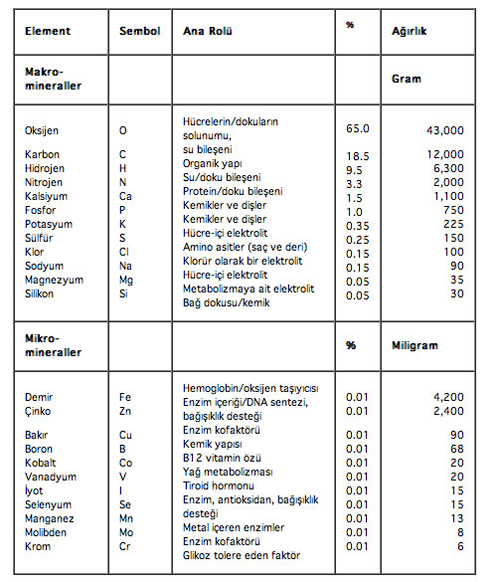 Element Sembol Ana Rolü % Ağırlık
Makro-
mineraller Gram
Hücrelerin/dokuların
Oksijen O solunumu, 65.0 43,000
su bileşeni
Karbon C Organik yapı 18.5 12,000
Hidrojen H Su/doku bileşeni 9.5 6,300
Nitrojen N Protein/doku bileşeni 3.3 2,000
Kalsiyum Ca Kemikler ve dişler 1.5 1,100
Fosfor P Kemikler ve dişler 1.0 750
Potasyum K Hücre-içi elektrolit 0.35 225
Sülfür S Amino asitler (saç ve deri) 0.25 150
Klor Cl Klorür olarak bir elektrolit 0.15 100
Sodyum Na Hücre-içi elektrolit 0.15 90
Magnezyum Mg Metabolizmaya ait elektrolit 0.05 35
Silikon Si Bağ dokusu/kemik 0.05 30
Mikro-
mineraller % Miligram
Demir Fe Hemoglobin/oksijen taşıyıcısı 0.01 4,200
Çinko Zn Enzim içeriği/DNA sentezi, 0.01 2,400
bağışıklık desteği
Bakır Cu Enzim kofaktörü 0.01 90
Boron B Kemik yapısı 0.01 68
Kobalt Co B12 vitamin özü 0.01 20
Vanadyum V Yağ metabolizması 0.01 20
İyot I Tiroid hormonu 0.01 15
Selenyum Se Enzim, antioksidan, bağışıklık 0.01 15
desteği
Manganez Mn Metal içeren enzimler 0.01 13
Molibden Mo Enzim kofaktörü 0.01 8
Krom Cr Glikoz tolere eden faktör 0.01 6